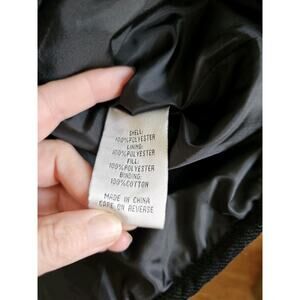 SHELL:
100%POLYESTER
LINING:
100%POLYESTER
FILL:
100%POLYESTER
BINDING:
100%COTTON
MADE IN CHINA
CARE ON REVERSE